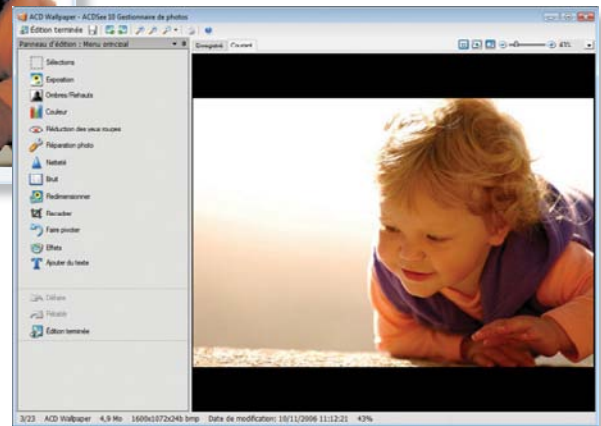 ACD Wallpaper - ACDSee 10 Gestionnaire de photos
Édition terminée
Panneau d'édition : Menu principal
Enregistré Courant
43%
Sélections
Exposition
Ombres/Rehauts
Couleur
Réduction des yeux rouges
Réparation photo
Netteté
Bruit
Redimensionner
Recadrer
Faire pivoter
Effets
Ajouter du texte
Défaire
Rétablir
Édition terminée
3/23 ACD Wallpaper 4,9 Mo 1600x1072x24b bmp Date de modification: 10/11/2006 11:12:21 43%